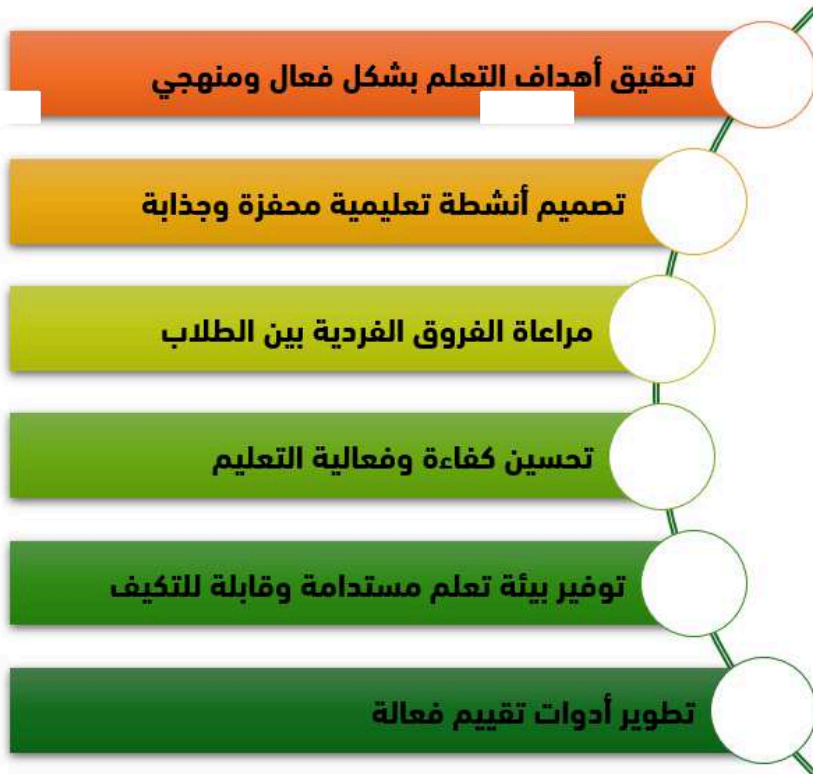 تحقيق أهداف التعلم بشكل فعال ومنهجي
تصميم أنشطة تعليمية محفزة وجذابة
مراعاة الفروق الفردية بين الطلاب
تحسين كفاءة وفعالية التعليم
توفير بيئة تعلم مستدامة وقابلة للتكيف
تطوير أدوات تقييم فعالة